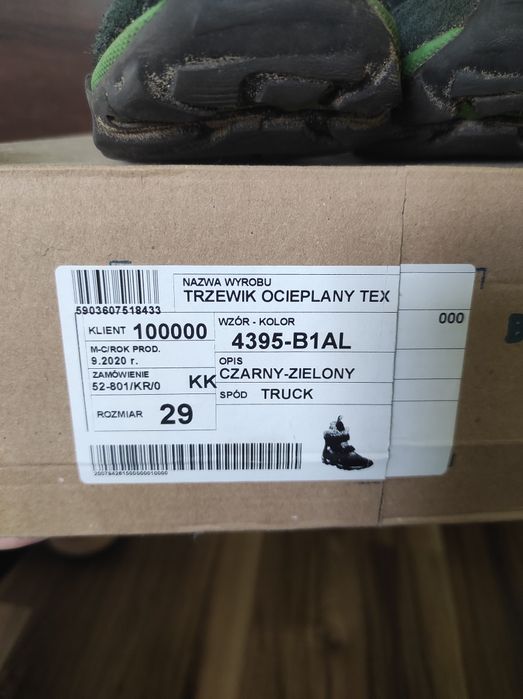 NAZWA WYROBU
TRZEWIK OCIEPLANY TEX
5903607518433
KLIENT 100000
WZÓR - KOLOR
000
4395-B1AL
M-C/ROK PROD.
9.2020 r.
OPIS
CZARNY-ZIELONY
ZAMÓWIENIE
52-801/KR/0 KK
SPÓD TRUCK
ROZMIAR 29